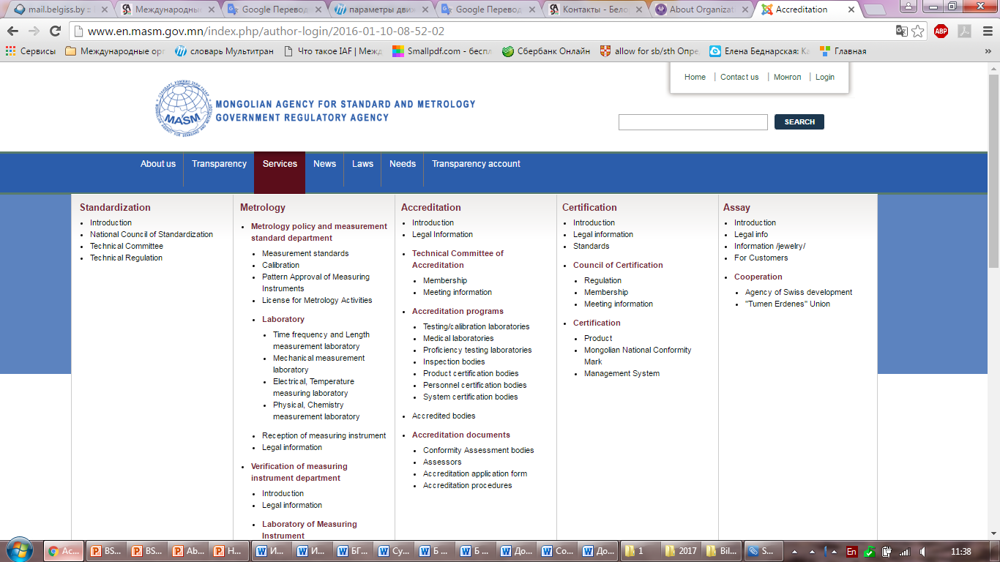 mail.belgiss.by ::
Международные
Google Перевод
параметры движ
Google Перевод
Контакты - Бело
About Organizat
Accreditation
www.en.masm.gov.mn/index.php/author-login/2016-01-10-08-52-02
ABP
Сервисы
Международные орг
словарь Мультитран
Что такое IAF | Межд
Smallpdf.com - беспл
Сбербанк Онлайн
allow for sb/sth Опре
Елена Беднарская: Ка
Главная
»
Home | Contact us | Монгол | Login
MASM
MONGOLIAN AGENCY FOR STANDARD AND METROLOGY
GOVERNMENT REGULATORY AGENCY
SEARCH
About us
Transparency
Services
News
Laws
Needs
Transparency account
Standardization
Introduction
National Council of Standardization
Technical Committee
Technical Regulation
Metrology
Metrology policy and measurement
standard department
Measurement standards
Calibration
Pattern Approval of Measuring
Instruments
License for Metrology Activities
Laboratory
Time frequency and Length
measurement laboratory
Mechanical measurement
laboratory
Electrical, Temperature
measuring laboratory
Physical, Chemistry
measurement laboratory
Reception of measuring instrument
Legal information
Verification of measuring
instrument department
Introduction
Legal information
Laboratory of Measuring
Instrument
Accreditation
Introduction
Legal Information
Technical Committee of
Accreditation
Membership
Meeting information
Accreditation programs
Testing/calibration laboratories
Medical laboratories
Proficiency testing laboratories
Inspection bodies
Product certification bodies
Personnel certification bodies
System certification bodies
Accredited bodies
Accreditation documents
Conformity Assessment bodies
Assessors
Accreditation application form
Accreditation procedures
Certification
Introduction
Legal information
Standards
Council of Certification
Regulation
Membership
Meeting information
Certification
Product
Mongolian National Conformity
Mark
Management System
Assay
Introduction
Legal info
Information /jewelry/
For Customers
Cooperation
Agency of Swiss development
"Tumen Erdenes" Union
Ac...
BS...
BS...
Ab...
H...
И...
И...
БГ...
Су...
Б ...
Б ...
До...
Со...
До...
1
2017
Bil...
S...
En
11:38